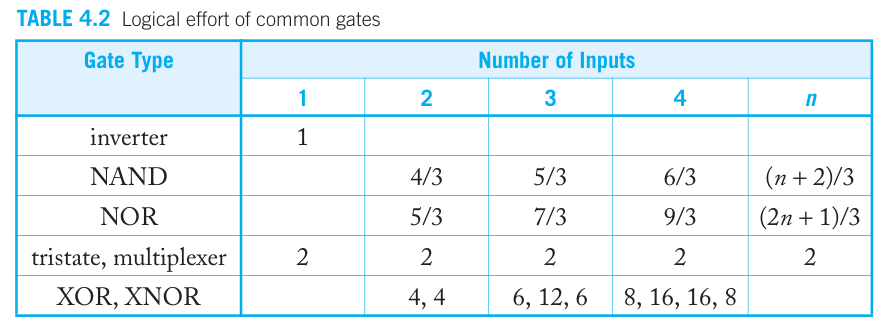 TABLE 4.2 Logical effort of common gates
Gate Type Number of Inputs
1 2 3 4 n
inverter 1
NAND 4/3 5/3 6/3 (n + 2)/3
NOR 5/3 7/3 9/3 (2n + 1)/3
tristate, multiplexer 2 2 2 2 2
XOR, XNOR 4, 4 6, 12, 6 8, 16, 16, 8